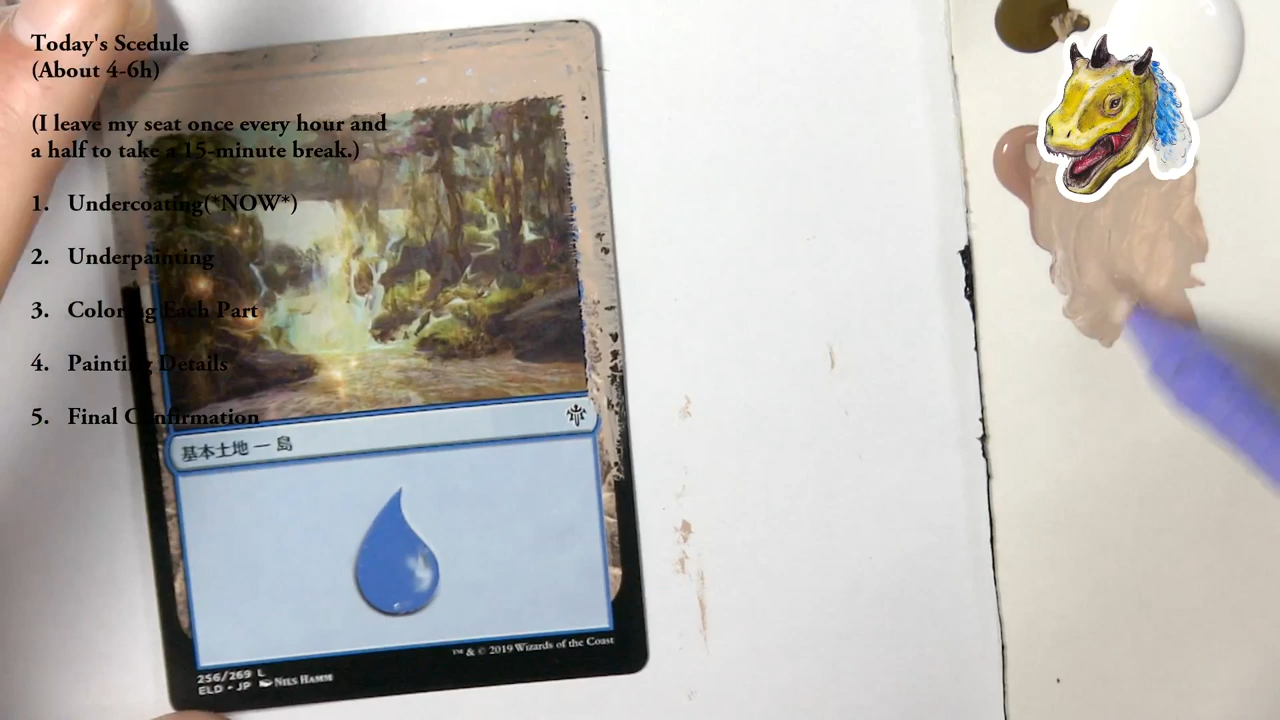 Today's Scedule
(About 4-6h)
(I leave my seat once every hour and
a half to take a 15-minute break.)
1. Undercoating(*NOW*)
2. Underpainting
3. Coloring Each Part
4. Painting Details
5. Final Confirmation
基本土地 — 島
™ & © 2019 Wizards of the Coast
256/269 L
ELD • JP Nils Hamm